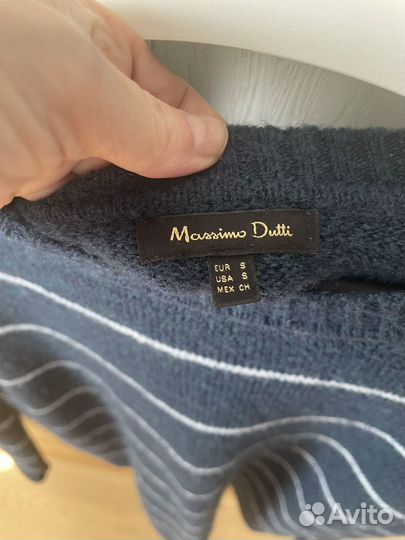 Massimo Dutti
EUR S
USA S
MEX CH
Avito